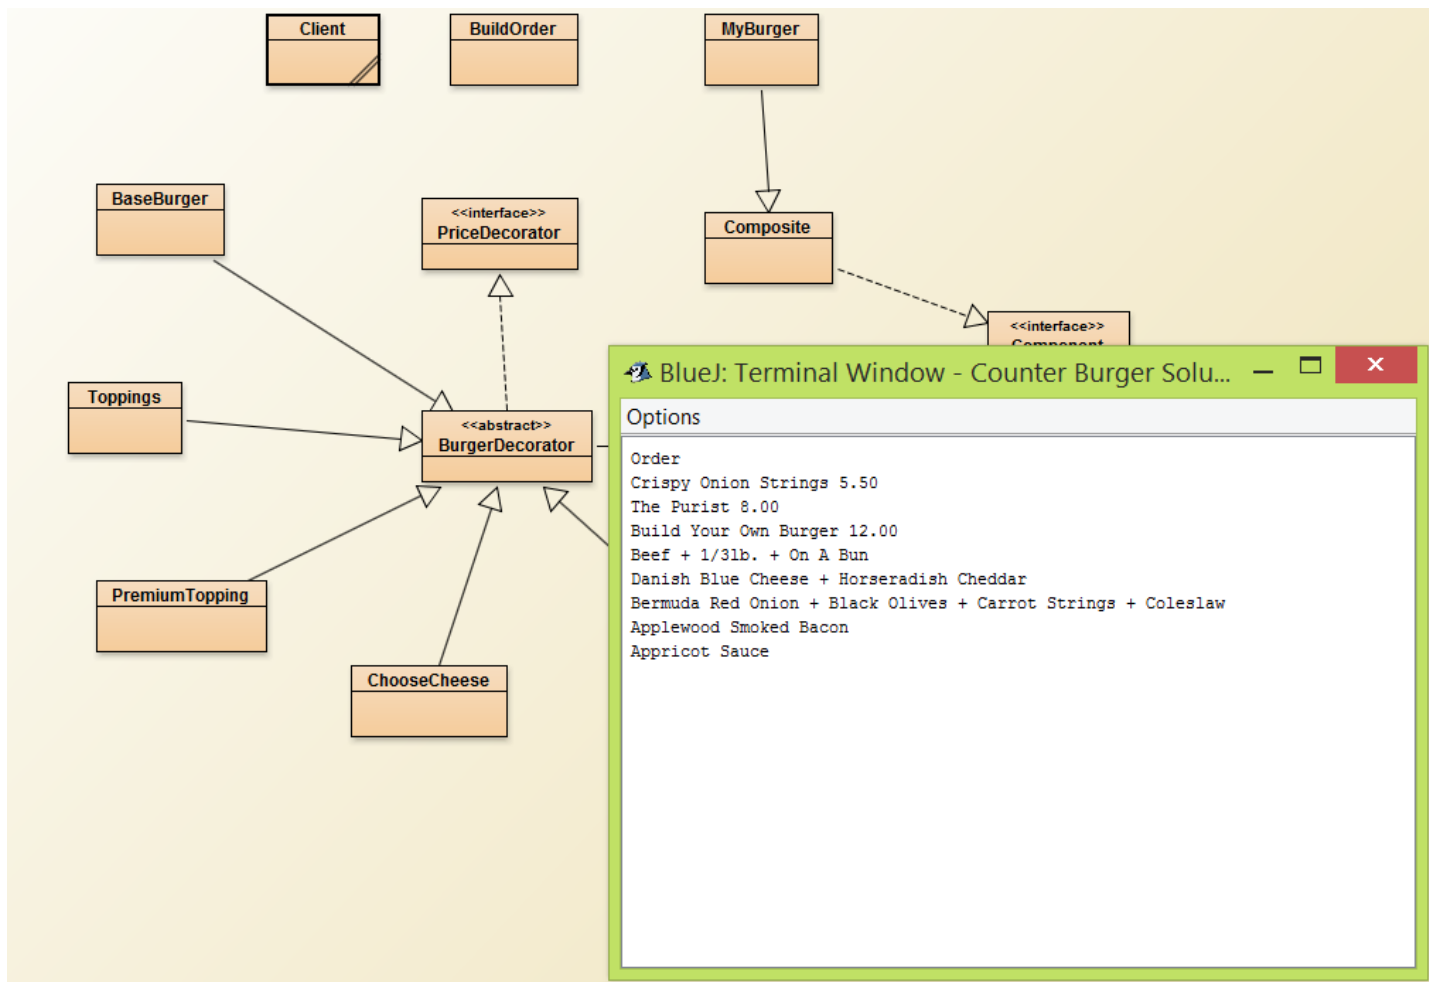 Client
BuildOrder
MyBurger
BaseBurger
<<interface>>
PriceDecorator
Composite
<<interface>>
Component
Toppings
<<abstract>>
BurgerDecorator
PremiumTopping
ChooseCheese
BlueJ: Terminal Window - Counter Burger Solu...
Options
Order
Crispy Onion Strings 5.50
The Purist 8.00
Build Your Own Burger 12.00
Beef + 1/3lb. + On A Bun
Danish Blue Cheese + Horseradish Cheddar
Bermuda Red Onion + Black Olives + Carrot Strings + Coleslaw
Applewood Smoked Bacon
Appricot Sauce